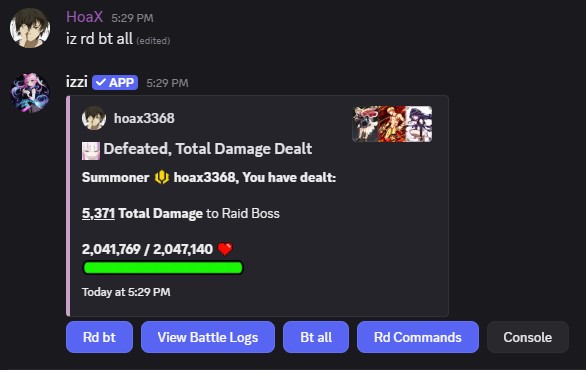 HoaX 5:29 PM
iz rd bt all (edited)
izzi APP 5:29 PM
hoax3368
Defeated, Total Damage Dealt
Summoner hoax3368, You have dealt:
5,371 Total Damage to Raid Boss
2,041,769 / 2,047,140
Today at 5:29 PM
Rd bt View Battle Logs Bt all Rd Commands Console